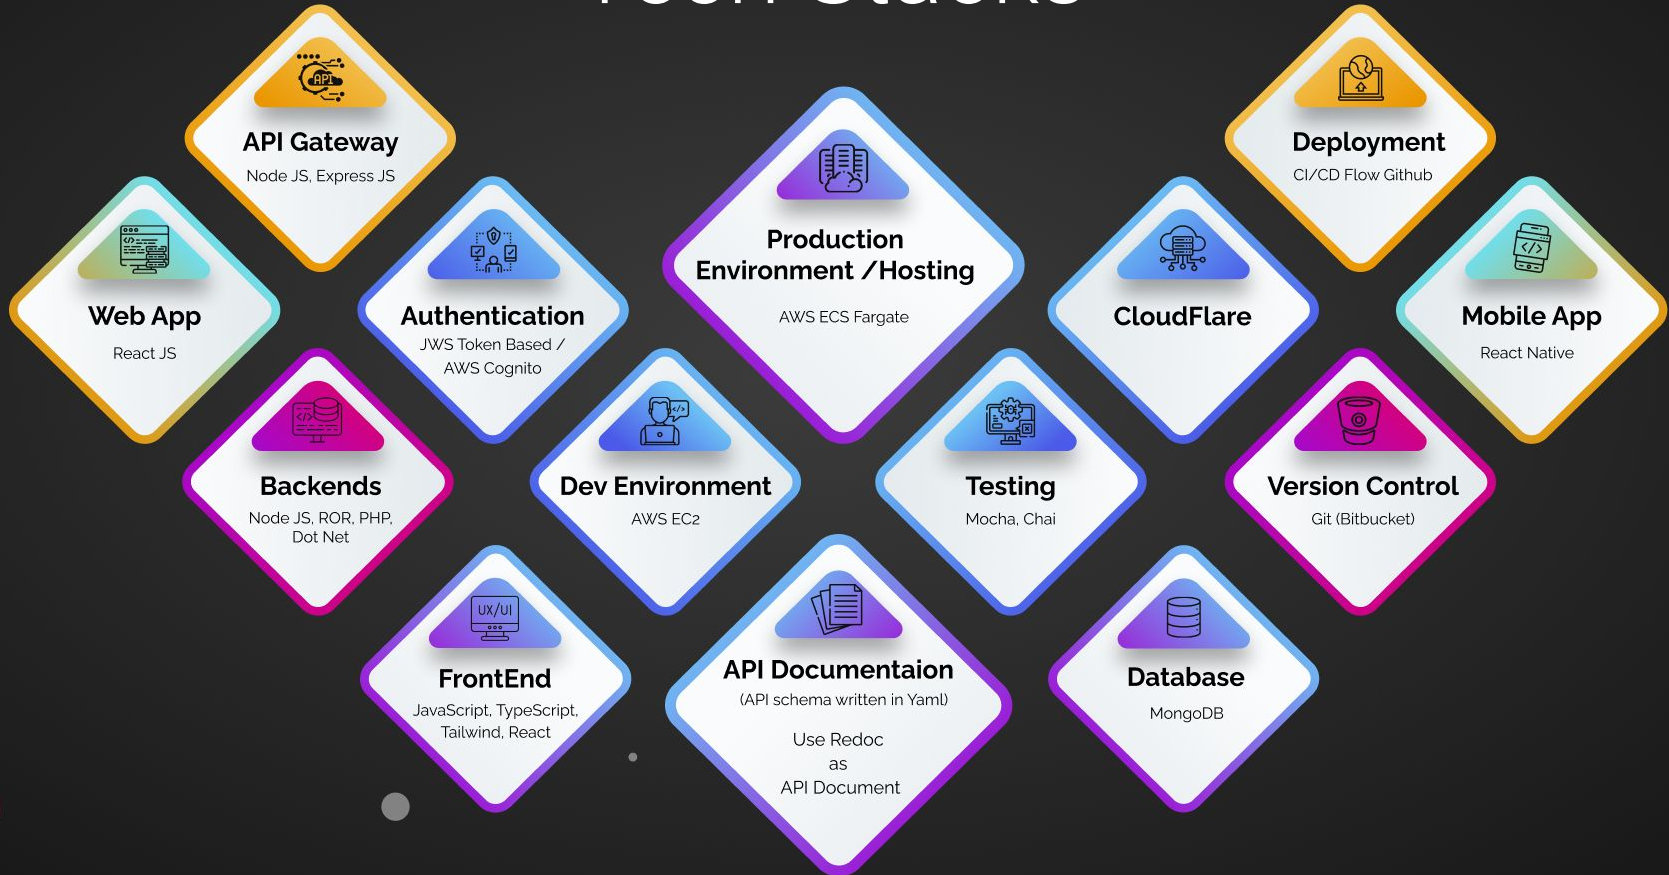 Tech Stacks
API
API Gateway
Node JS, Express JS
Deployment
CI/CD Flow Github
Production
Environment /Hosting
AWS ECS Fargate
Web App
React JS
Authentication
JWS Token Based /
AWS Cognito
CloudFlare
Mobile App
React Native
Backends
Node JS, ROR, PHP,
Dot Net
Dev Environment
AWS EC2
Testing
Mocha, Chai
Version Control
Git (Bitbucket)
UX/UI
FrontEnd
JavaScript, TypeScript,
Tailwind, React
API Documentaion
(API schema written in Yaml)
Use Redoc
as
API Document
Database
MongoDB